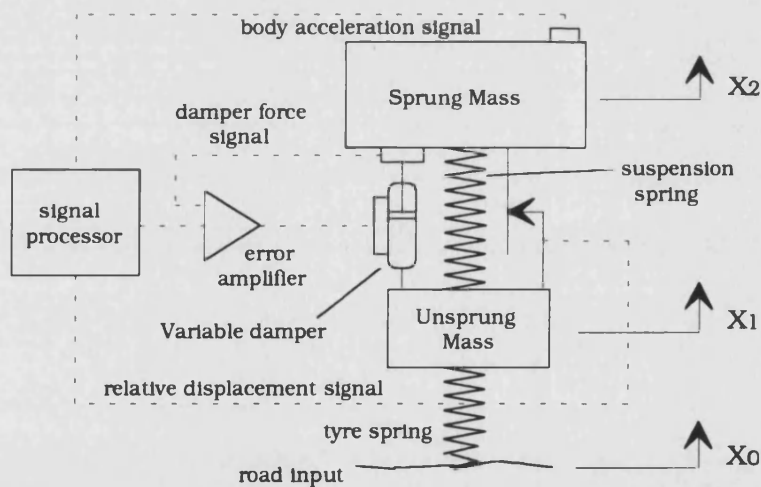 body acceleration signal
Sprung Mass
X2
damper force
signal
suspension
spring
signal
processor
error
amplifier
Variable damper
Unsprung
Mass
X1
relative displacement signal
tyre spring
road input
X0